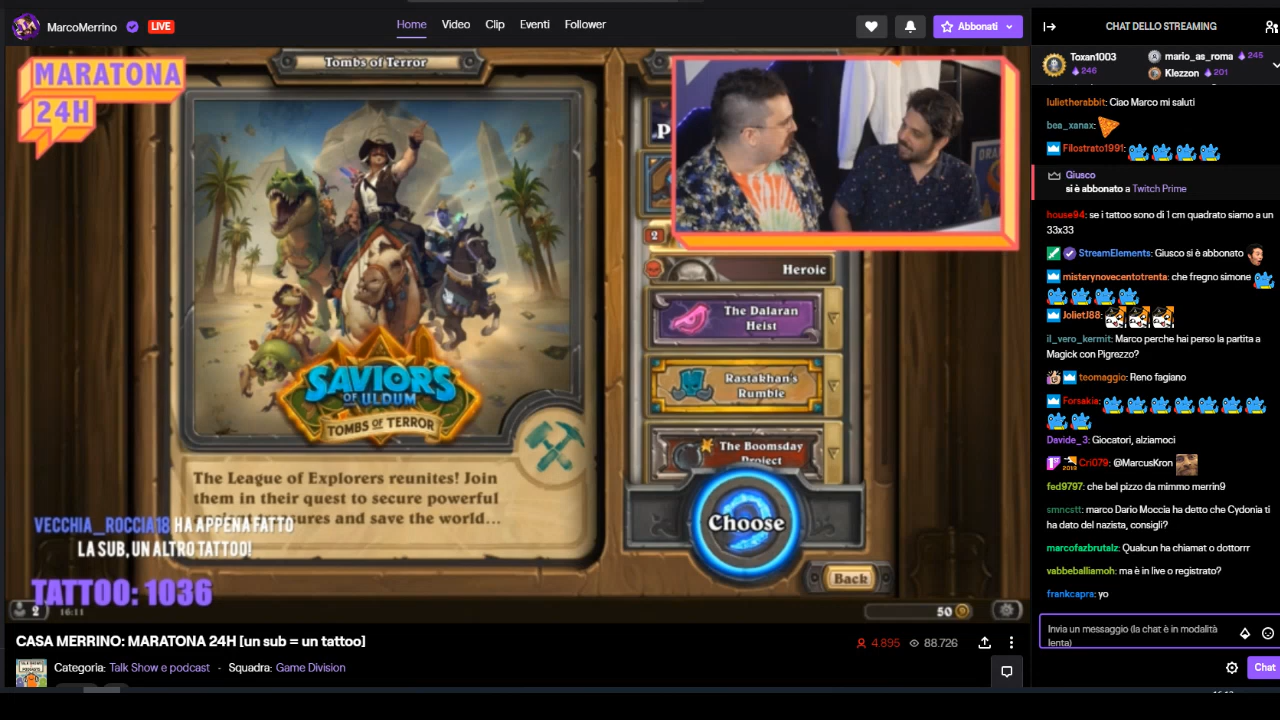 MarcoMerrino LIVE
Home Video Clip Eventi Follower
Abbonati
MARATONA
24H
Tombs of Terror
SAVIORS
OF ULDUM
TOMBS OF TERROR
The League of Explorers reunites! Join
them in their quest to secure powerful
ures and save the world...
VECCHIA_ROCCIA18 HA APPENA FATTO
LA SUB, UN ALTRO TATTOO!
TATTOO: 1036
2 16:11
P
2
Heroic
The Dalaran
Heist
Rastakhan's
Rumble
The Boomsday
Project
Choose
Back
50
CASA MERRINO: MARATONA 24H [un sub = un tattoo]
4.895 88.726
Categoria: Talk Show e podcast · Squadra: Game Division
CHAT DELLO STREAMING
Toxan1003
246
mario_as_roma 245
Klezzon 201
lulietherabbit: Ciao Marco mi saluti
bea_xanax:
Filostrato1991:
Giusco
si è abbonato a Twitch Prime
house94: se i tattoo sono di 1 cm quadrato siamo a un
33x33
StreamElements: Giusco si è abbonato
misterynovecentotrenta: che fregno simone
JolietJ88:
il_vero_kermit: Marco perche hai perso la partita a
Magick con Pigrezzo?
teomaggio: Reno fagiano
Forsakia:
Davide_3: Giocatori, alziamoci
Cri079: @MarcusKron
fed9797: che bel pizzo da mimmo merrin9
smncstt: marco Dario Moccia ha detto che Cydonia ti
ha dato del nazista, consigli?
marcofazbrutalz: Qualcun ha chiamat o dottorrr
vabbeballiamoh: ma è in live o registrato?
frankcapra: yo
Invia un messaggio (la chat è in modalità
lenta)
Chat